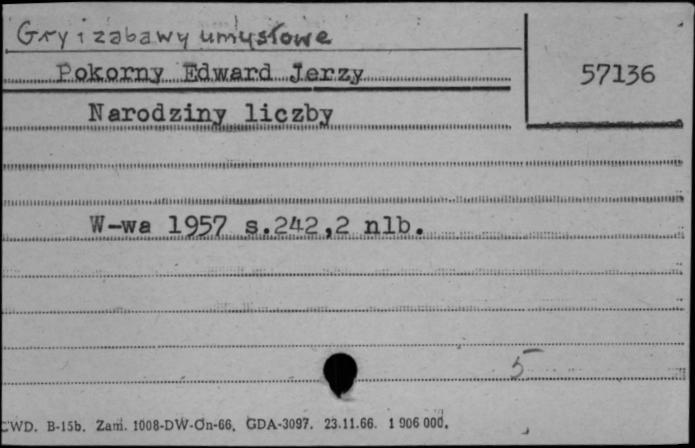 Gry i zabawy umysłowe
Pokorny Edward Jerzy
57136
Narodziny liczby
W-wa 1957 s.242,2 nlb.
5
CWD. B-15b. Zam. 1008-DW-On-66. GDA-3097. 23.11.66. 1 906 000.